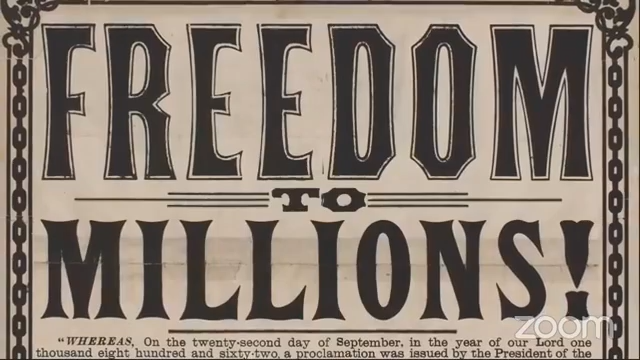 FREEDOM
TO
MILLIONS!
"WHEREAS, On the twenty-second day of September, in the year of our Lord one
thousand eight hundred and sixty-two, a proclamation was issued by the President of the
zoom